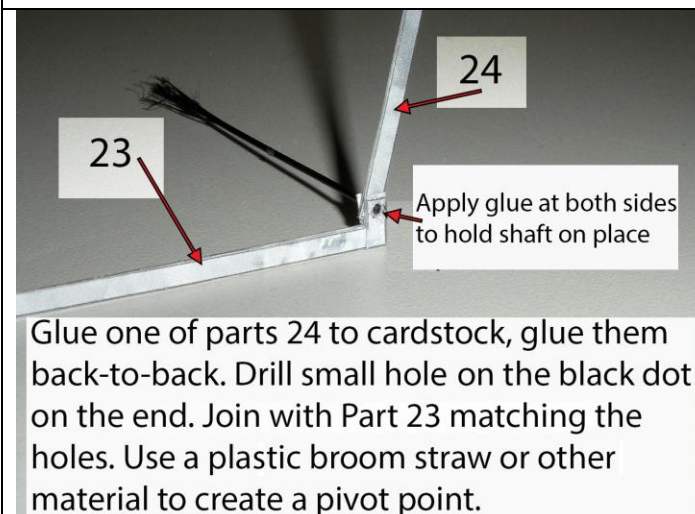 24
23
Apply glue at both sides
to hold shaft on place
Glue one of parts 24 to cardstock, glue them
back-to-back. Drill small hole on the black dot
on the end. Join with Part 23 matching the
holes. Use a plastic broom straw or other
material to create a pivot point.